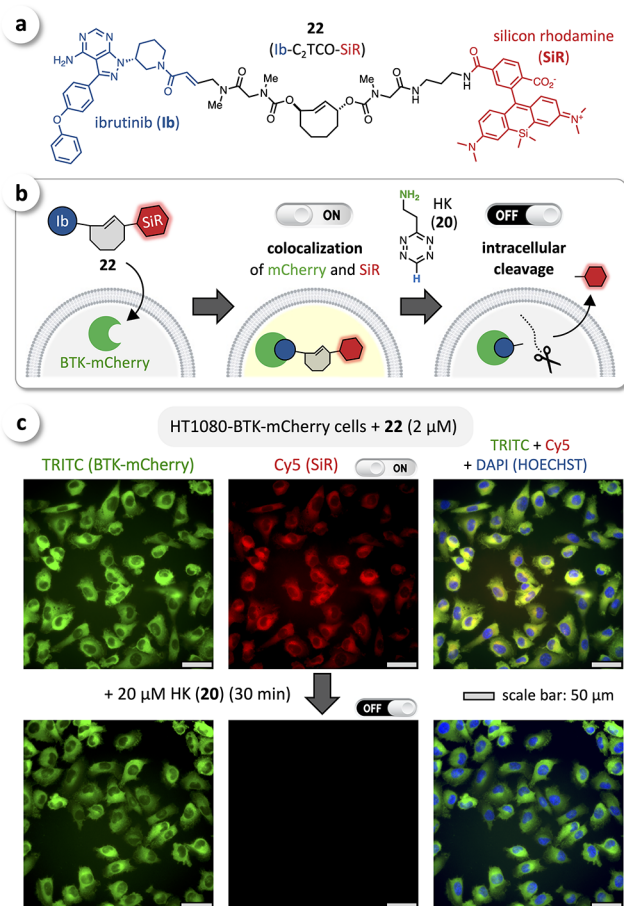 a
22
(Ib-C2TCO-SiR)
silicon rhodamine
(SiR)
ibrutinib (Ib)
N
N
H2N
N
N
N
N
O
O
O
N
Me
O
Me
N
O
O
O
O
Me
N
O
N
H
H
N
O
CO2-
N
Si
N+
b
Ib
SiR
22
BTK-mCherry
ON
colocalization
of mCherry and SiR
NH2
HK
(20)
N
N
N
N
H
OFF
intracellular
cleavage
c
HT1080-BTK-mCherry cells + 22 (2 μM)
TRITC (BTK-mCherry)
Cy5 (SiR)
ON
TRITC + Cy5
+ DAPI (HOECHST)
+ 20 μM HK (20) (30 min)
OFF
scale bar: 50 μm